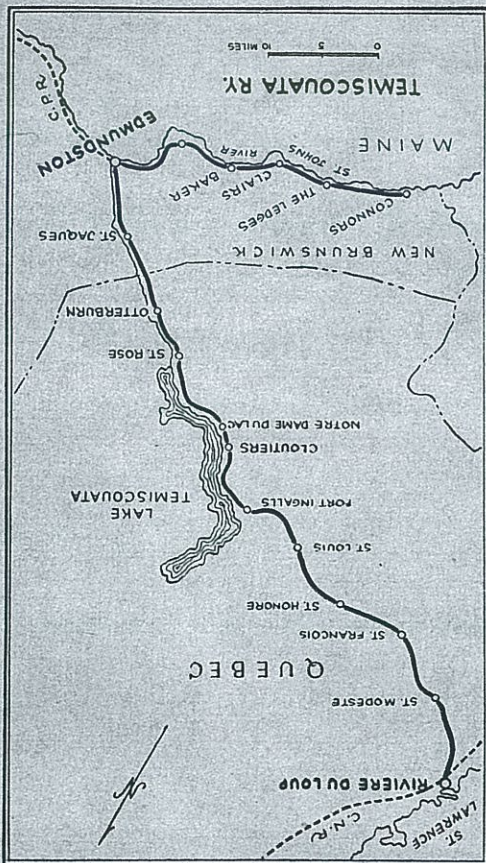 ST.
LAWRENCE
C.N.R.
RIVIERE DU LOUP
N
ST. MODESTE
QUEBEC
ST. FRANCOIS
ST. HONORE
ST. LOUIS
FORT INGALLS
LAKE
TEMISCOUATA
CLOUTIERS
NOTRE DAME DU LAC
ST. ROSE
OTTERBURN
NEW BRUNSWICK
ST. JAQUES
CONNORS
THE LEDGES
CLAIRS
BAKER
ST. JOHNS RIVER
EDMUNDSTON
MAINE
C.P.R.
TEMISCOUATA RY.
0 5 10 MILES